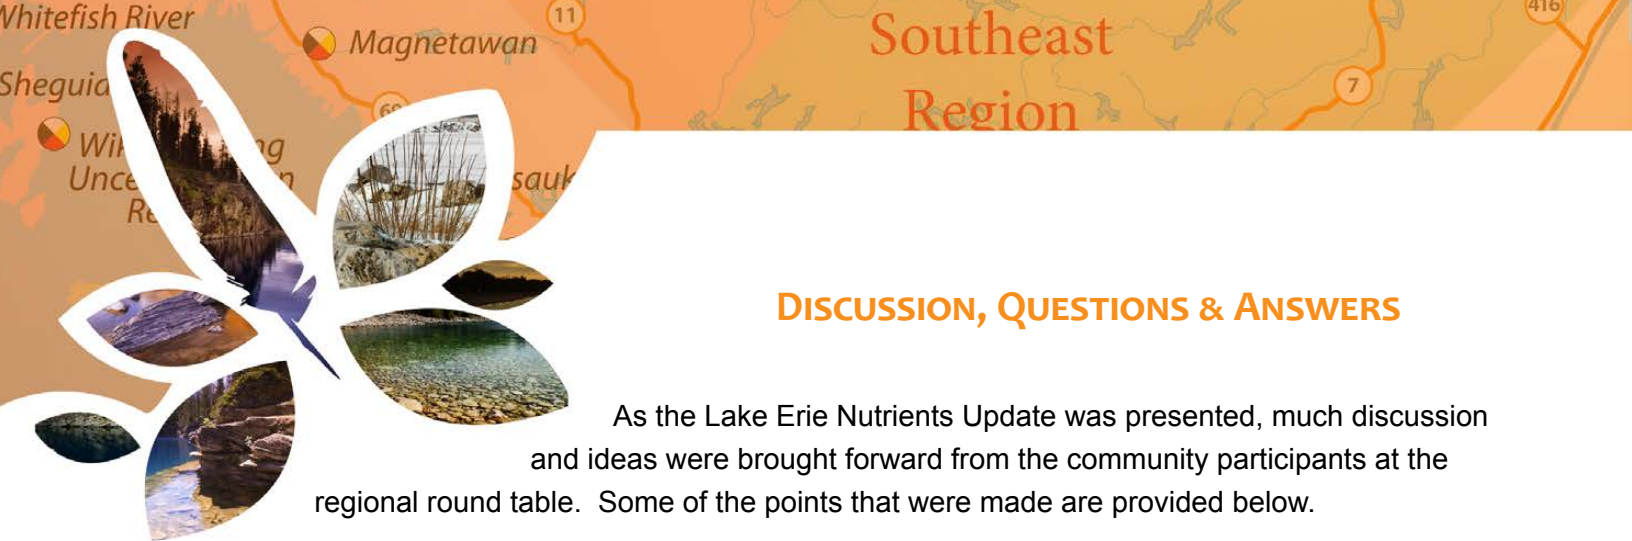 Whitefish River
11
Magnetawan
Southeast
Region
416
7
DISCUSSION, QUESTIONS & ANSWERS
As the Lake Erie Nutrients Update was presented, much discussion
and ideas were brought forward from the community participants at the
regional round table.  Some of the points that were made are provided below.